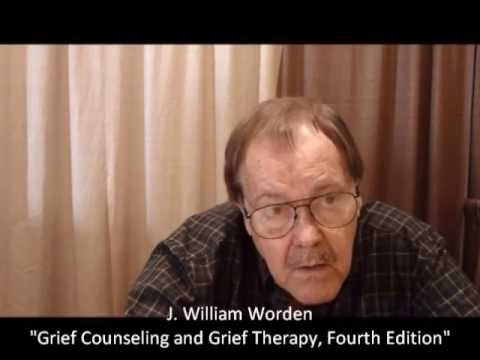 J. William Worden
"Grief Counseling and Grief Therapy, Fourth Edition"